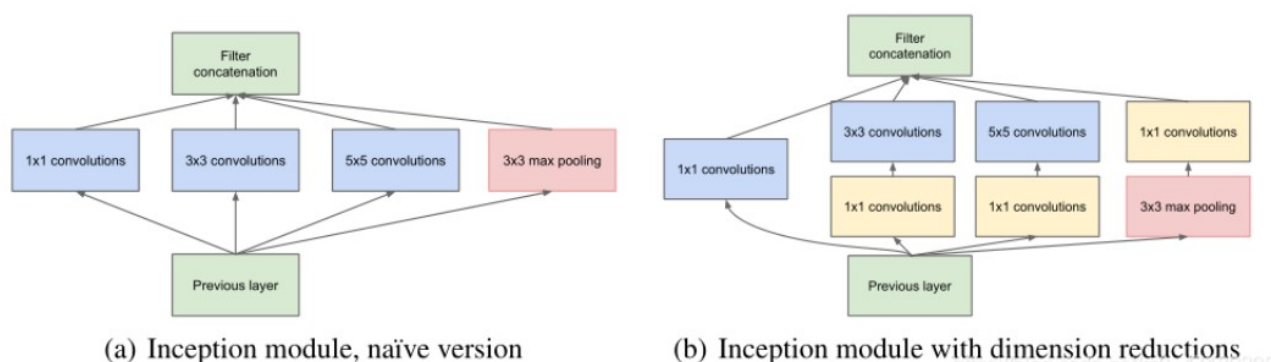 Filter
concatenation
1x1 convolutions
3x3 convolutions
5x5 convolutions
3x3 max pooling
Previous layer
(a) Inception module, naïve version
Filter
concatenation
3x3 convolutions
5x5 convolutions
1x1 convolutions
1x1 convolutions
1x1 convolutions
1x1 convolutions
3x3 max pooling
Previous layer
(b) Inception module with dimension reductions